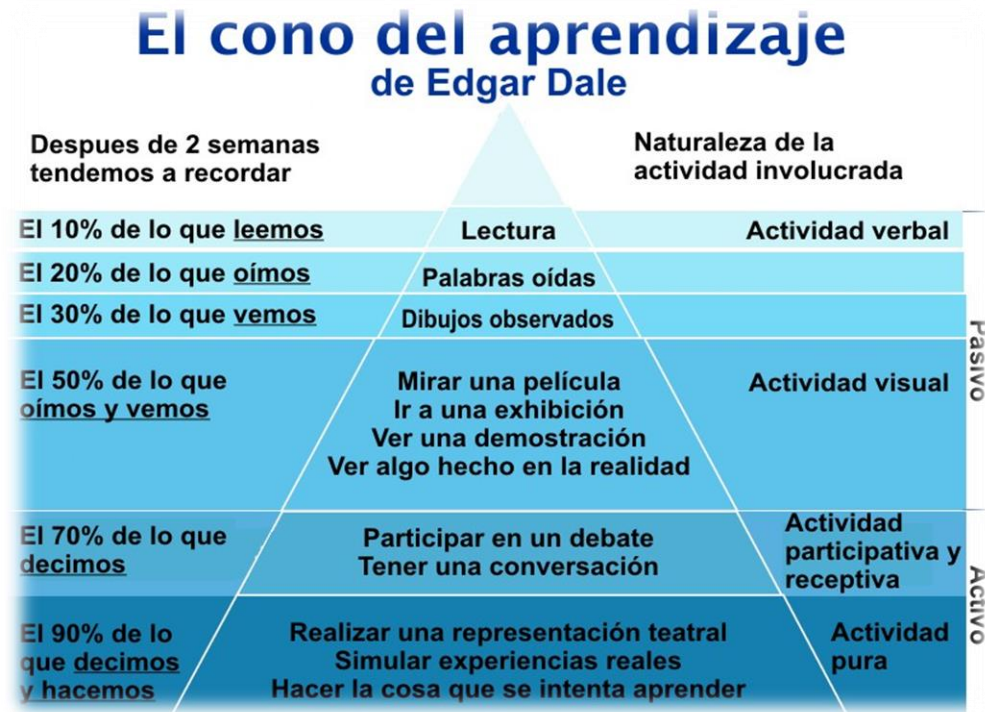 El cono del aprendizaje
de Edgar Dale
Despues de 2 semanas
tendemos a recordar
Naturaleza de la
actividad involucrada
El 10% de lo que leemos
Lectura
Actividad verbal
El 20% de lo que oímos
Palabras oídas
El 30% de lo que vemos
Dibujos observados
El 50% de lo que
oímos y vemos
Mirar una película
Ir a una exhibición
Ver una demostración
Ver algo hecho en la realidad
Actividad visual
Pasivo
El 70% de lo que
decimos
Participar en un debate
Tener una conversación
Actividad
participativa y
receptiva
El 90% de lo
que decimos
y hacemos
Realizar una representación teatral
Simular experiencias reales
Hacer la cosa que se intenta aprender
Actividad
pura
Activo